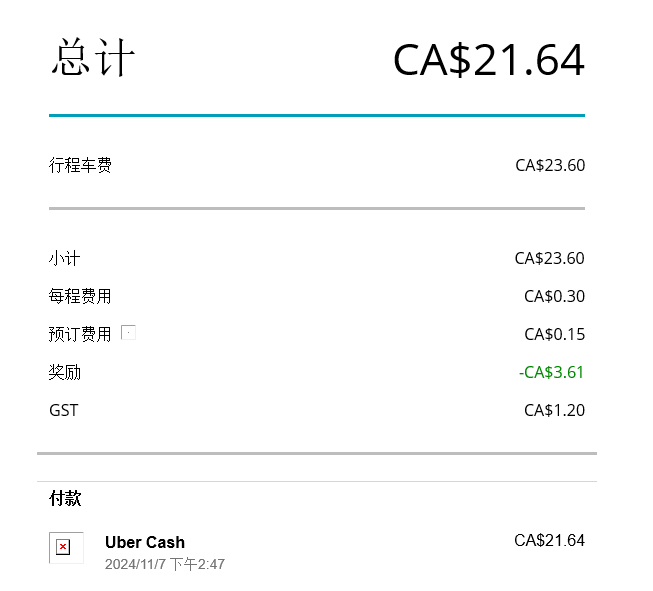 总计 CA$21.64
行程车费 CA$23.60
小计 CA$23.60
每程费用 CA$0.30
预订费用 CA$0.15
奖励 -CA$3.61
GST CA$1.20
付款
Uber Cash CA$21.64
2024/11/7 下午2:47